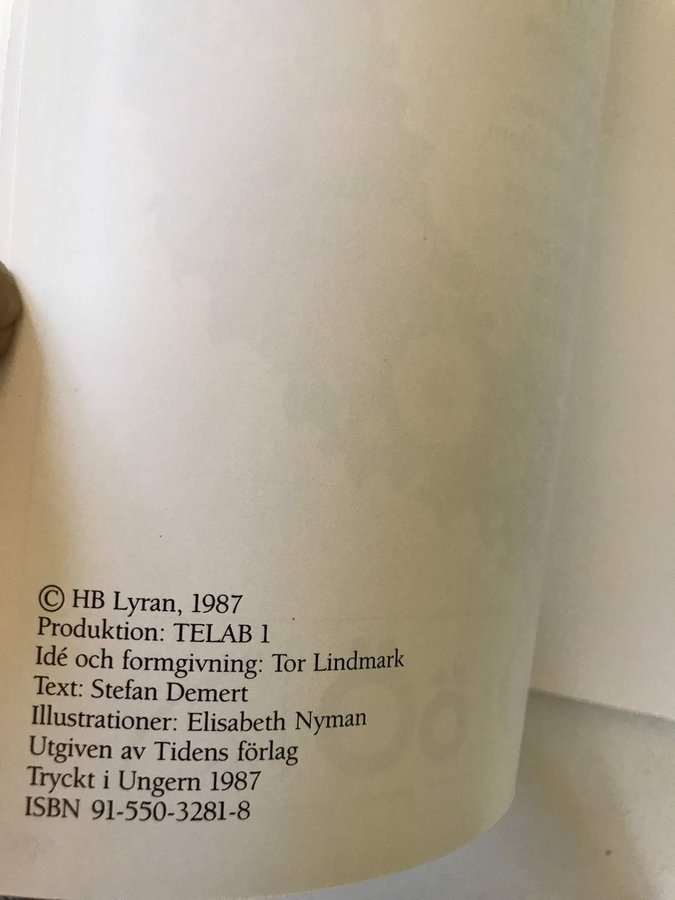 © HB Lyran, 1987
Produktion: TELAB 1
Idé och formgivning: Tor Lindmark
Text: Stefan Demert
Illustrationer: Elisabeth Nyman
Utgiven av Tidens förlag
Tryckt i Ungern 1987
ISBN 91-550-3281-8